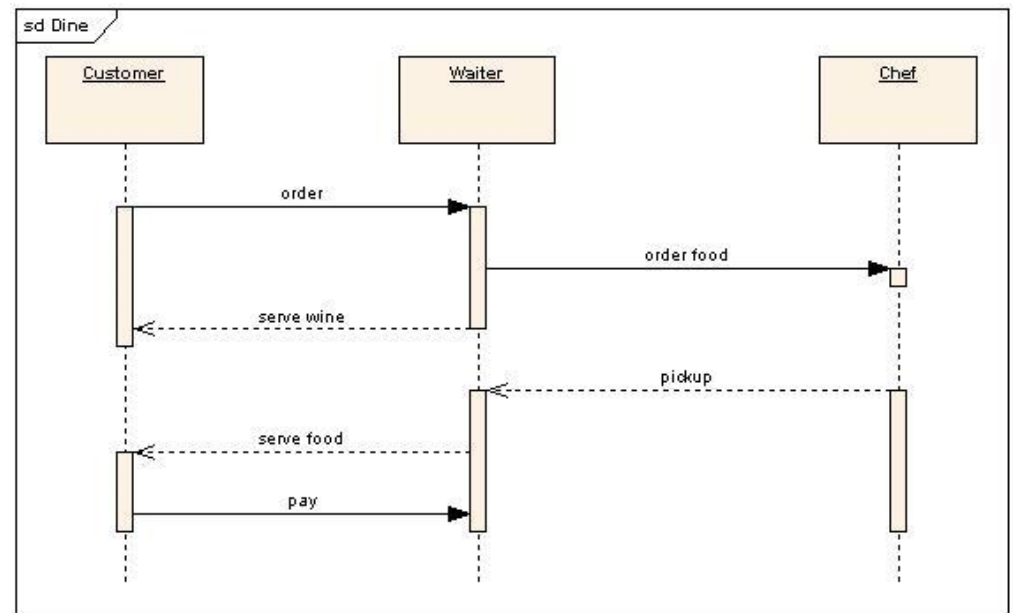 sd Dine
Customer
Waiter
Chef
order
order food
serve wine
pickup
serve food
pay